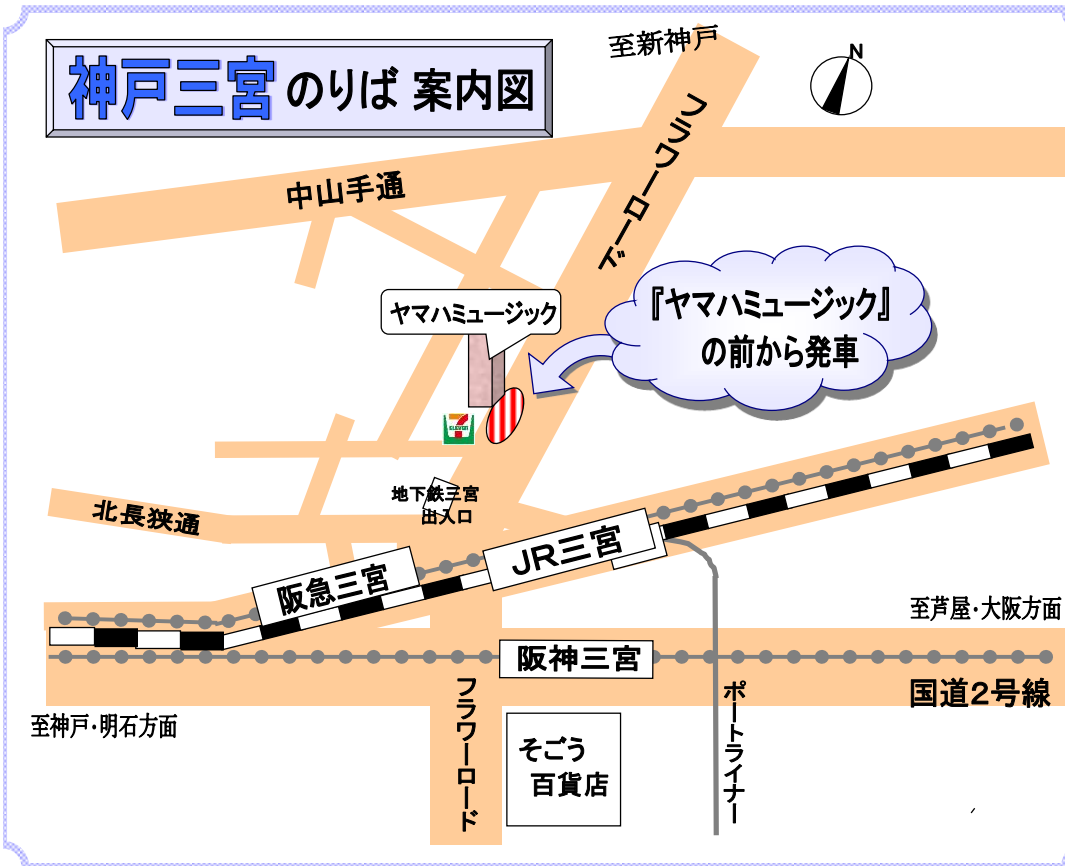 至新神戸
N
神戸三宮 のりば 案内図
フラワーロード
中山手通
『ヤマハミュージック』
の前から発車
ヤマハミュージック
7
ELEVEN
地下鉄三宮
出入口
北長狭通
JR三宮
阪急三宮
至芦屋・大阪方面
阪神三宮
国道2号線
至神戸・明石方面
フラワーロード
ポートライナー
そごう
百貨店